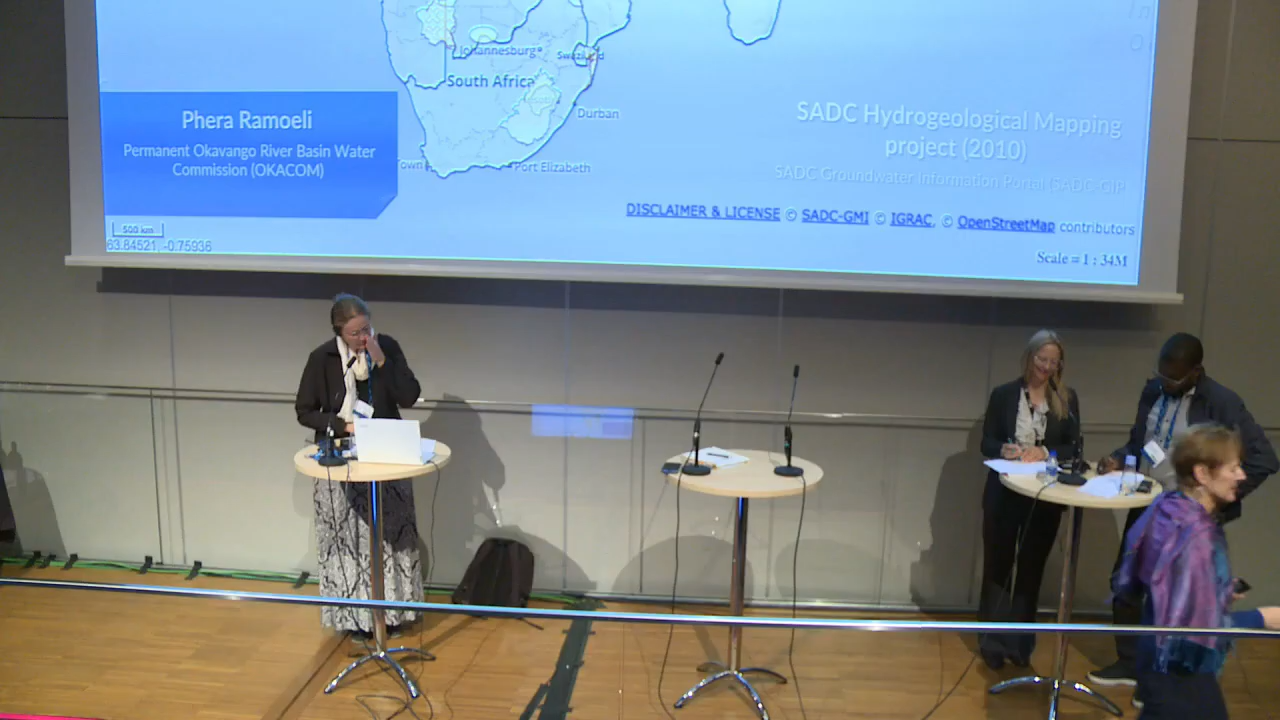 Johannesburg
Swaziland
South Africa
Durban
Port Elizabeth
Phera Ramoeli
Permanent Okavango River Basin Water
Commission (OKACOM)
SADC Hydrogeological Mapping
project (2010)
SADC Groundwater Information Portal (SADC-GIP
DISCLAIMER & LICENSE © SADC-GMI © IGRAC, © OpenStreetMap contributors
500 km
63.84521, -0.75936
Scale = 1 : 34M